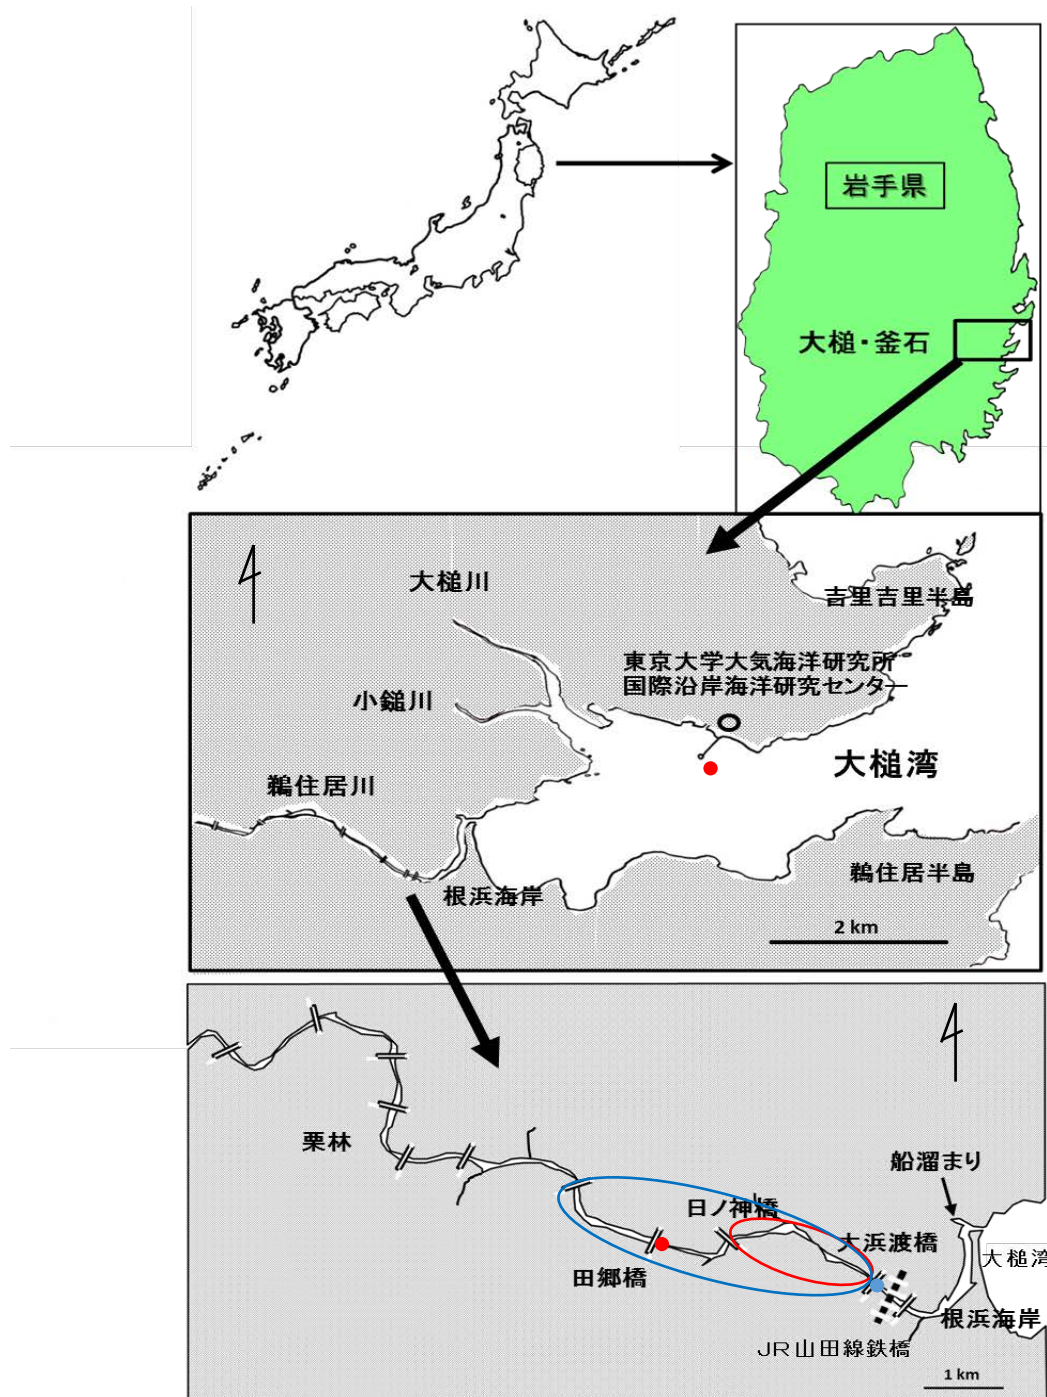 岩手県
大槌・釜石
大槌川
吉里吉里半島
東京大学大気海洋研究所
国際沿岸海洋研究センター
小鎚川
大槌湾
鵜住居川
鵜住居半島
根浜海岸
2 km
栗林
船溜まり
日ノ神橋
大浜渡橋
大槌湾
田郷橋
根浜海岸
JR山田線鉄橋
1 km